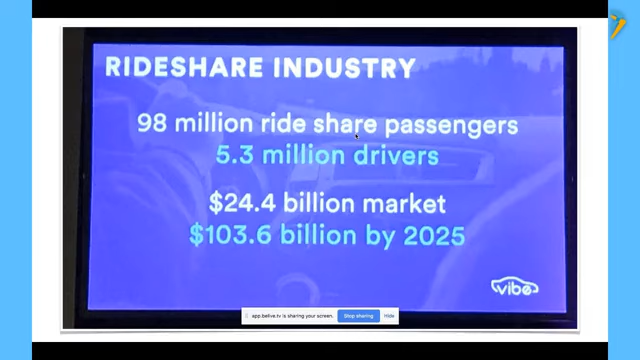 RIDESHARE INDUSTRY
98 million ride share passengers
5.3 million drivers
$24.4 billion market
$103.6 billion by 2025
vibe
app.belive.tv is sharing your screen. Stop sharing Hide